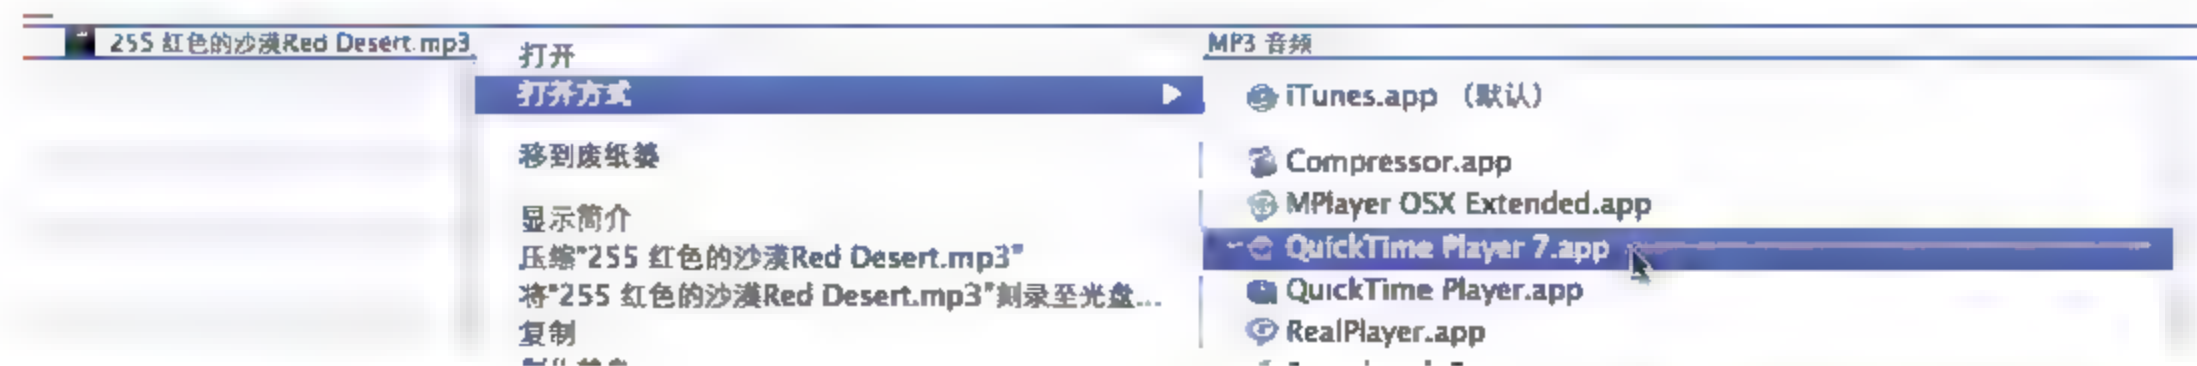 255 红色的沙漠Red Desert.mp3
打开
打开方式
移到废纸篓
显示简介
压缩"255 红色的沙漠Red Desert.mp3"
将"255 红色的沙漠Red Desert.mp3"刻录至光盘...
复制
MP3 音频
iTunes.app （默认）
Compressor.app
MPlayer OSX Extended.app
QuickTime Player 7.app
QuickTime Player.app
RealPlayer.app